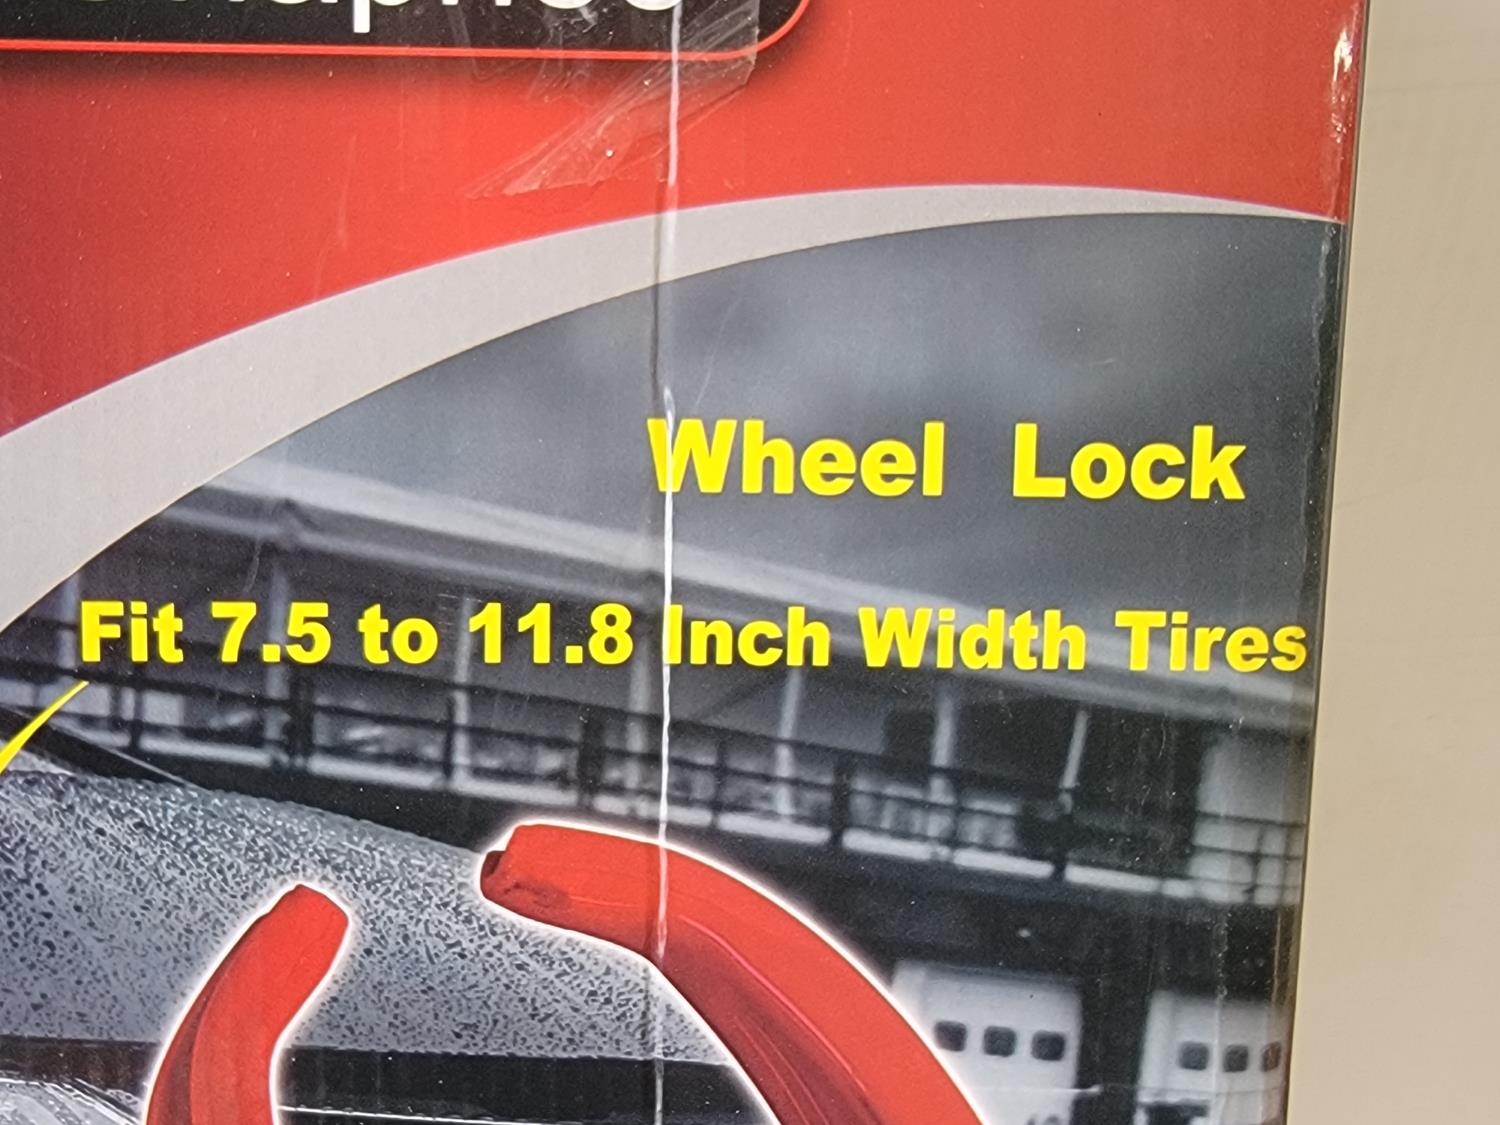 Wheel Lock
Fit 7.5 to 11.8 Inch Width Tires